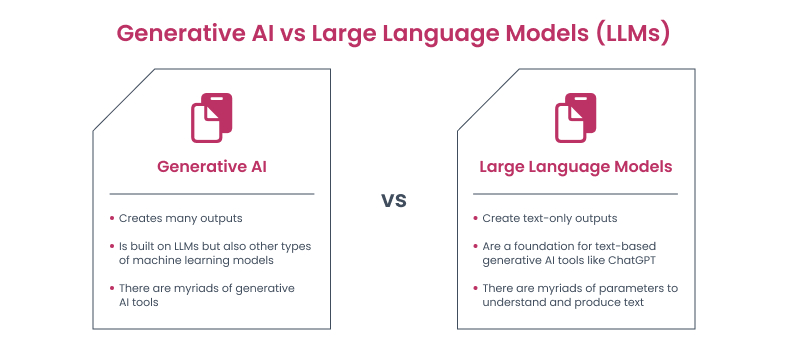 Generative AI vs Large Language Models (LLMs)
Generative AI
• Creates many outputs
• Is built on LLMs but also other types
of machine learning models
• There are myriads of generative
AI tools
vs
Large Language Models
• Create text-only outputs
• Are a foundation for text-based
generative AI tools like ChatGPT
• There are myriads of parameters to
understand and produce text